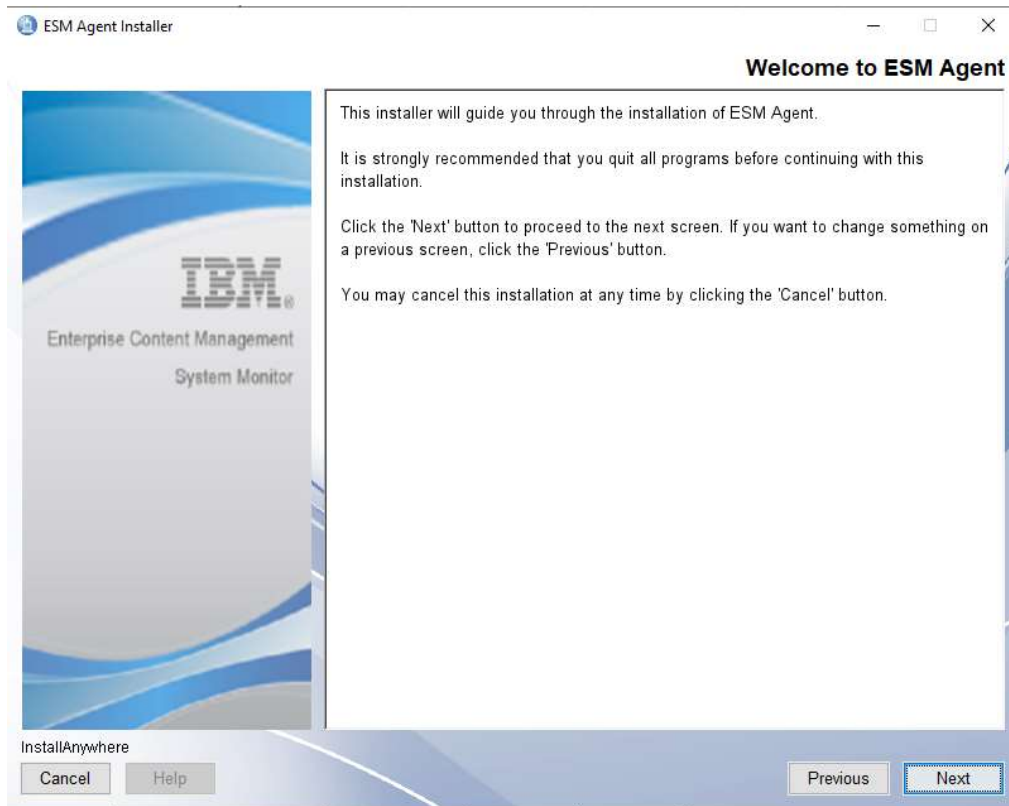 ESM Agent Installer
Welcome to ESM Agent
This installer will guide you through the installation of ESM Agent.
It is strongly recommended that you quit all programs before continuing with this
installation.
Click the 'Next' button to proceed to the next screen. If you want to change something on
a previous screen, click the 'Previous' button.
You may cancel this installation at any time by clicking the 'Cancel' button.
IBM®
Enterprise Content Management
System Monitor
InstallAnywhere
Cancel
Help
Previous
Next